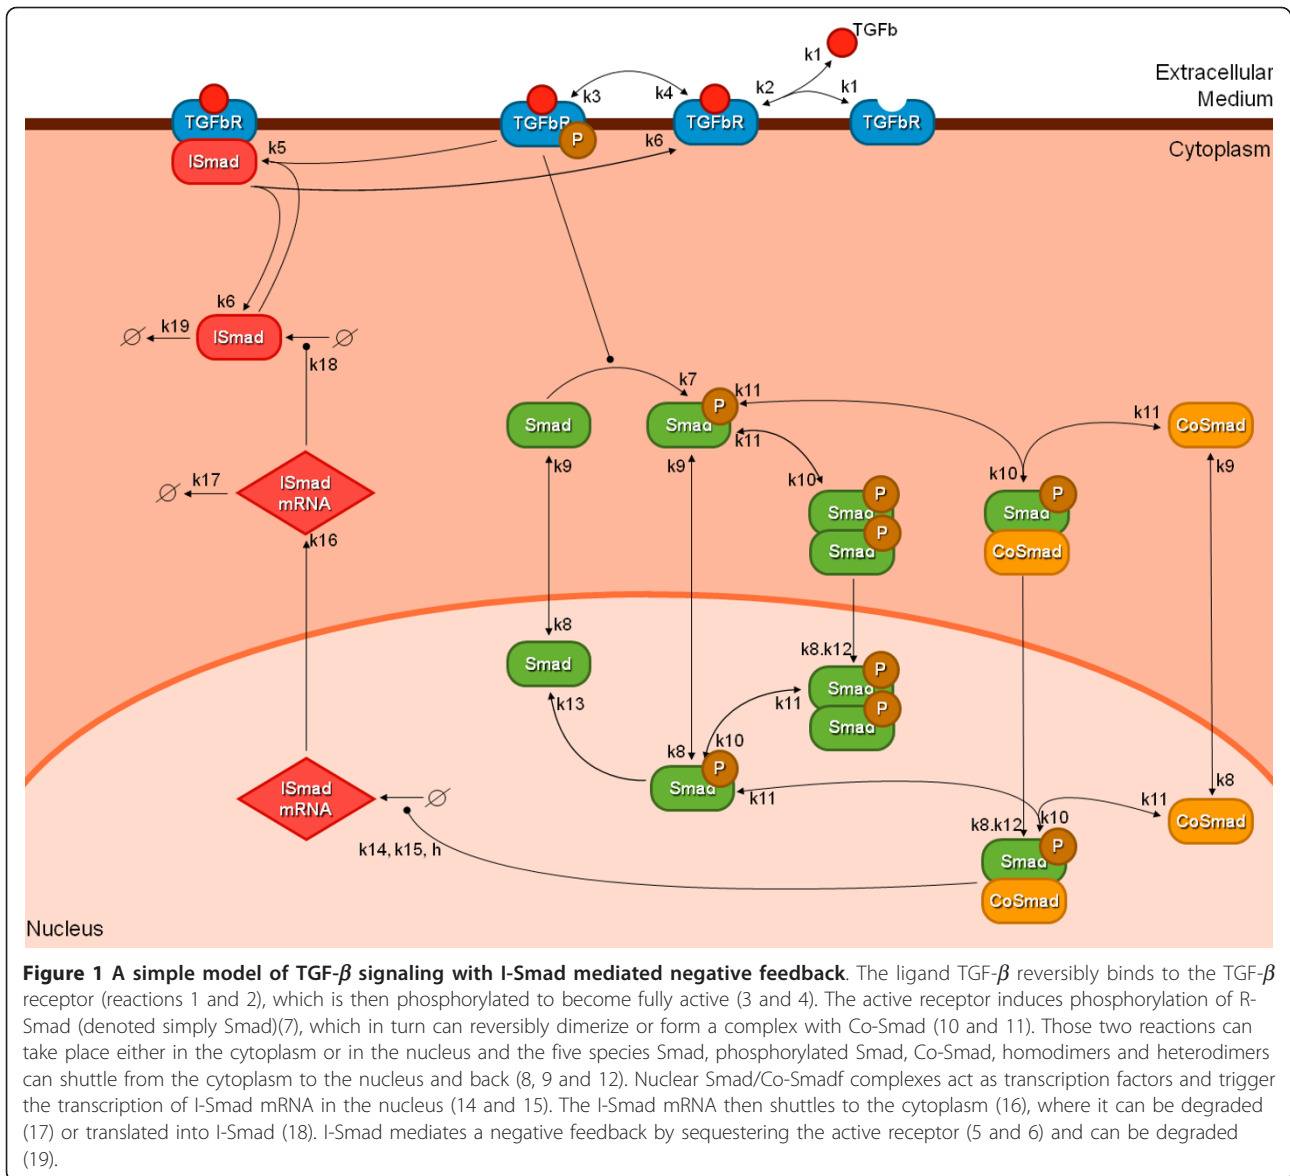 TGFb
k1
Extracellular
Medium
k3
k4
k2
k1
TGFbR
TGFbR
TGFbR
TGFbR
P
k5
k6
Cytoplasm
ISmad
k6
k19
ISmad
k18
k7
k11
P
k11
Smad
Smad
CoSmad
k11
k9
k9
k10
k10
k9
k17
ISmad
mRNA
P
Smad
P
Smad
P
Smad
CoSmad
k16
k8
k8.k12
Smad
P
Smad
P
Smad
k13
k11
k8
k10
P
Smad
k11
k8
k11
ISmad
mRNA
k8.k12
k10
CoSmad
k14, k15, h
P
Smad
CoSmad
Nucleus
Figure 1 A simple model of TGF-β signaling with I-Smad mediated negative feedback. The ligand TGF-β reversibly binds to the TGF-β
receptor (reactions 1 and 2), which is then phosphorylated to become fully active (3 and 4). The active receptor induces phosphorylation of R-
Smad (denoted simply Smad)(7), which in turn can reversibly dimerize or form a complex with Co-Smad (10 and 11). Those two reactions can
take place either in the cytoplasm or in the nucleus and the five species Smad, phosphorylated Smad, Co-Smad, homodimers and heterodimers
can shuttle from the cytoplasm to the nucleus and back (8, 9 and 12). Nuclear Smad/Co-Smadf complexes act as transcription factors and trigger
the transcription of I-Smad mRNA in the nucleus (14 and 15). The I-Smad mRNA then shuttles to the cytoplasm (16), where it can be degraded
(17) or translated into I-Smad (18). I-Smad mediates a negative feedback by sequestering the active receptor (5 and 6) and can be degraded
(19).